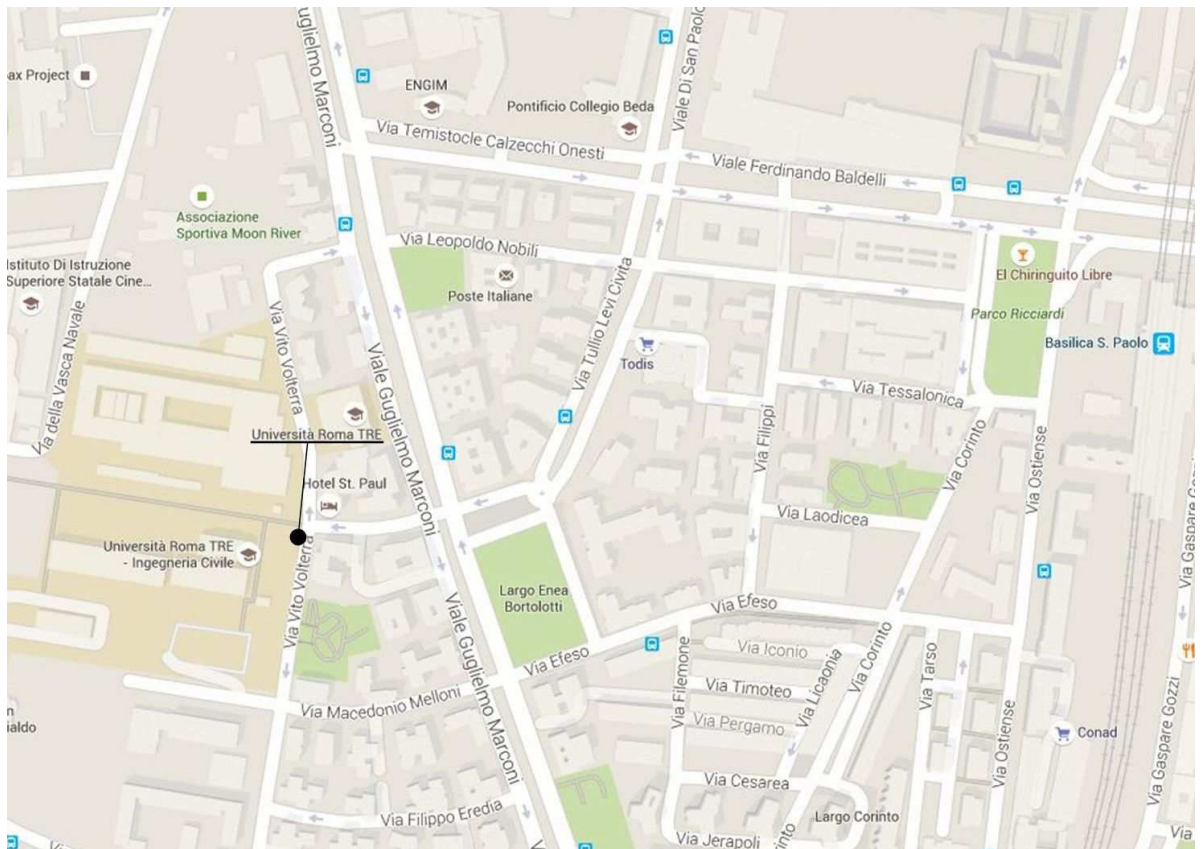 uglielmo Marconi
Viale Di San Paolo
ax Project
ENGIM
Pontificio Collegio Beda
Via Temistocle Calzecchi Onesti
Viale Ferdinando Baldelli
Associazione
Sportiva Moon River
Via Leopoldo Nobili
Istituto Di Istruzione
Superiore Statale Cine...
El Chiringuito Libre
Poste Italiane
Parco Ricciardi
Via Vito Volterra
Via Tullio Levi Civita
Via della Vasca Navale
Basilica S. Paolo
Todis
Viale Guglielmo Marconi
Via Tessalonica
Università Roma TRE
Via Filippi
Via Corinto
Via Ostiense
Hotel St. Paul
Via Laodicea
Via Gaspare Gozzi
Università Roma TRE
- Ingegneria Civile
Via Vito Volterra
Largo Enea
Bortolotti
Via Efeso
Viale Guglielmo Marconi
Via Efeso
Via Iconio
Via Corinto
Via Tarso
Via Filemone
Via Timoteo
Via Licaonia
Via Macedonio Melloni
Via Pergamo
Via Ostiense
Conad
Via Gaspare Gozzi
aldo
Via Cesarea
Via Filippo Eredia
Largo Corinto
Via Jerapoli